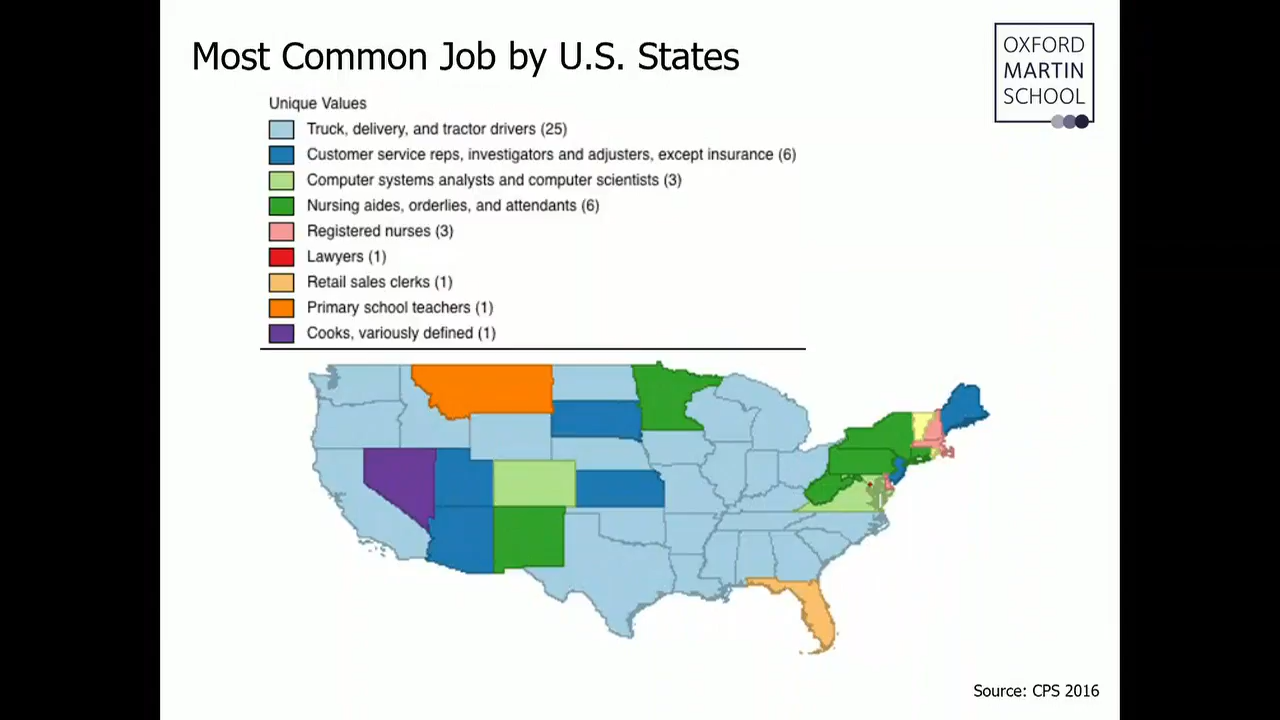 Most Common Job by U.S. States
OXFORD
MARTIN
SCHOOL
Unique Values
Truck, delivery, and tractor drivers (25)
Customer service reps, investigators and adjusters, except insurance (6)
Computer systems analysts and computer scientists (3)
Nursing aides, orderlies, and attendants (6)
Registered nurses (3)
Lawyers (1)
Retail sales clerks (1)
Primary school teachers (1)
Cooks, variously defined (1)
Source: CPS 2016